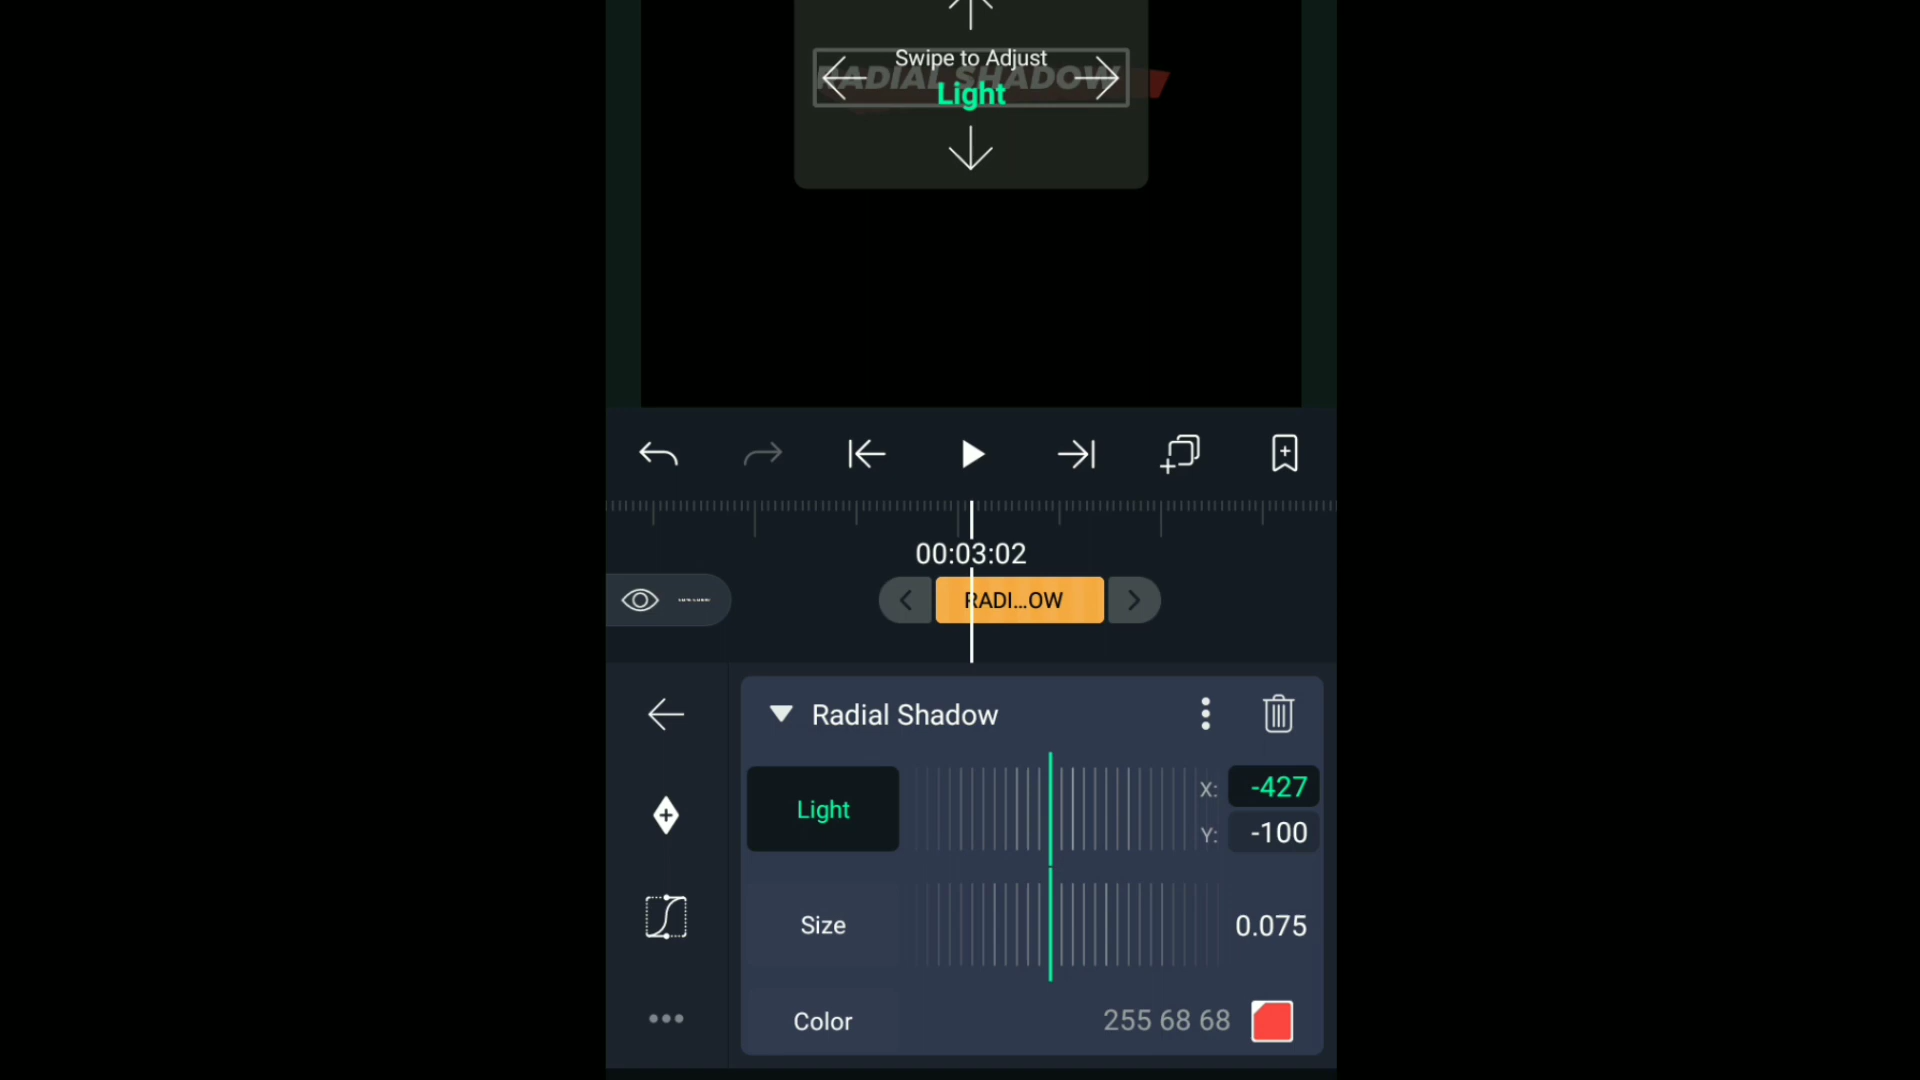 Swipe to Adjust
RADIAL SHADOW
Light
00:03:02
RADI...OW
Radial Shadow
Light
X: -427
Y: -100
Size
0.075
Color
255 68 68